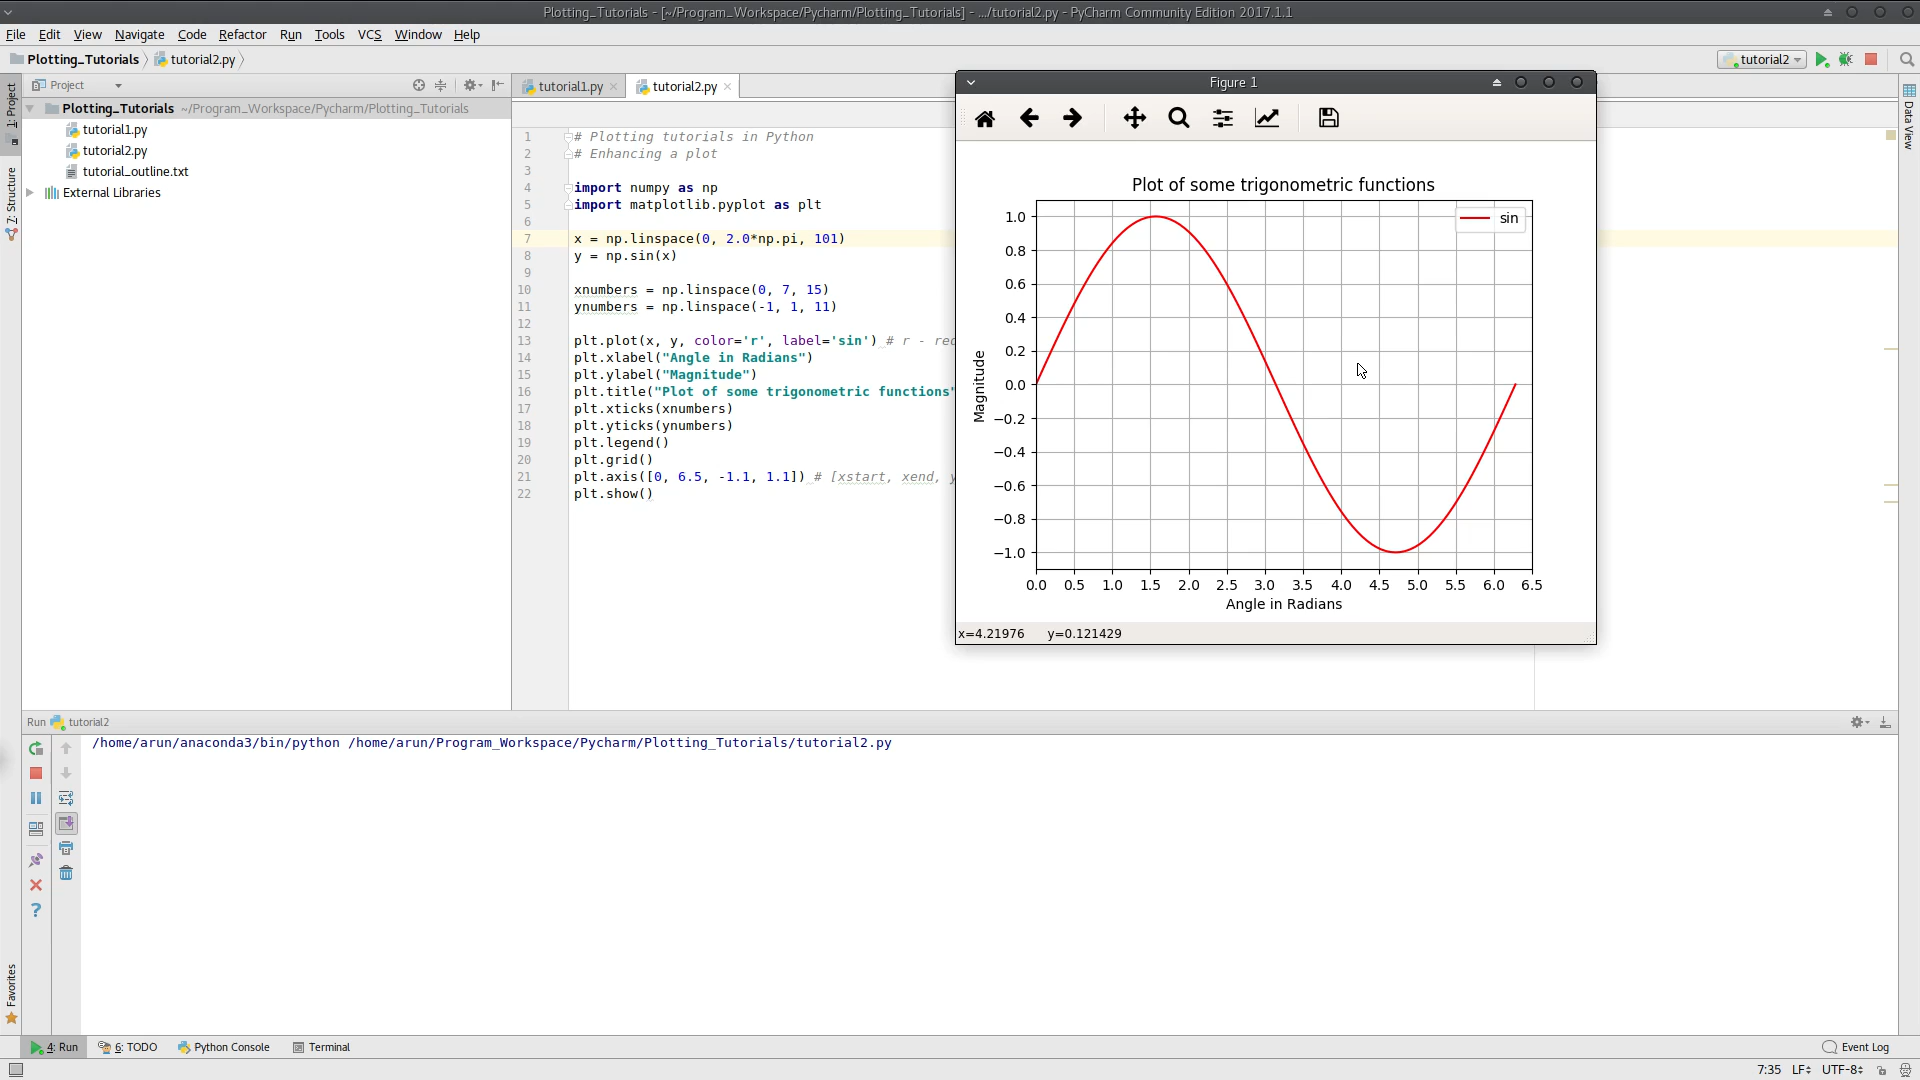 Plotting_Tutorials - [~/Program_Workspace/Pycharm/Plotting_Tutorials] - .../tutorial2.py - PyCharm Community Edition 2017.1.1
File Edit View Navigate Code Refactor Run Tools VCS Window Help
Plotting_Tutorials tutorial2.py tutorial2
Project
tutorial1.py tutorial2.py
Plotting_Tutorials ~/Program_Workspace/Pycharm/Plotting_Tutorials
tutorial1.py
tutorial2.py
tutorial_outline.txt
External Libraries
1: Project
7: Structure
Favorites
Data View
1 # Plotting tutorials in Python
2 # Enhancing a plot
3
4 import numpy as np
5 import matplotlib.pyplot as plt
6
7 x = np.linspace(0, 2.0*np.pi, 101)
8 y = np.sin(x)
9
10 xnumbers = np.linspace(0, 7, 15)
11 ynumbers = np.linspace(-1, 1, 11)
12
13 plt.plot(x, y, color='r', label='sin') # r - red
14 plt.xlabel("Angle in Radians")
15 plt.ylabel("Magnitude")
16 plt.title("Plot of some trigonometric functions"
17 plt.xticks(xnumbers)
18 plt.yticks(ynumbers)
19 plt.legend()
20 plt.grid()
21 plt.axis([0, 6.5, -1.1, 1.1]) # [xstart, xend, y
22 plt.show()
Figure 1
Plot of some trigonometric functions
sin
1.0
0.8
0.6
0.4
0.2
0.0
−0.2
−0.4
−0.6
−0.8
−1.0
Magnitude
0.0 0.5 1.0 1.5 2.0 2.5 3.0 3.5 4.0 4.5 5.0 5.5 6.0 6.5
Angle in Radians
x=4.21976 y=0.121429
Run tutorial2
/home/arun/anaconda3/bin/python /home/arun/Program_Workspace/Pycharm/Plotting_Tutorials/tutorial2.py
4: Run 6: TODO Python Console Terminal Event Log
7:35 LF UTF-8